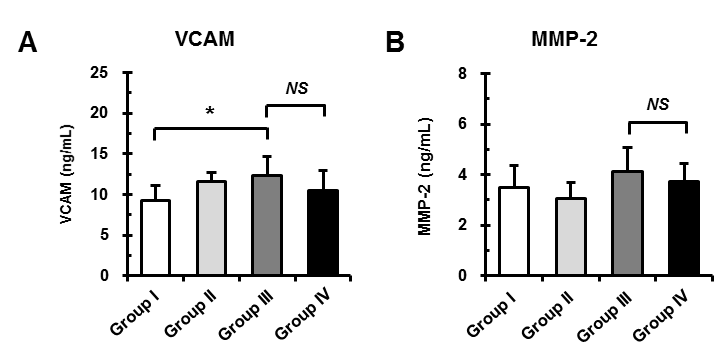 A
VCAM
VCAM (ng/mL)
25
20
15
10
5
0
*
NS
Group I
Group II
Group III
Group IV
B
MMP-2
MMP-2 (ng/mL)
8
6
4
2
0
NS
Group I
Group II
Group III
Group IV